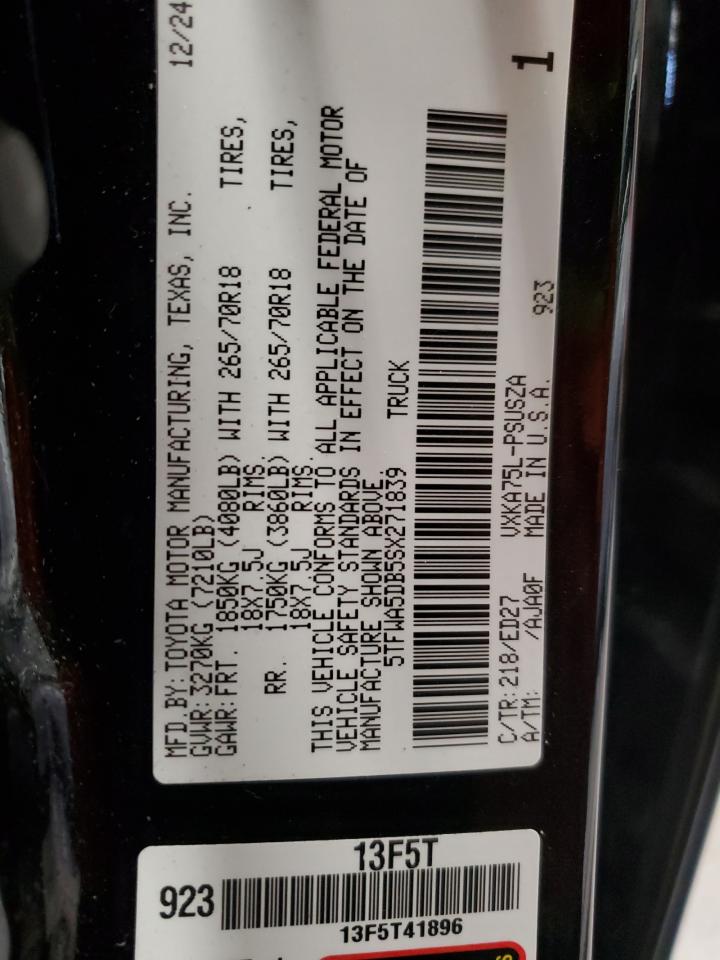 MFD.BY:TOYOTA MOTOR MANUFACTURING, TEXAS, INC. 12/24
GVWR:3270KG (7210LB)
GAWR:FRT. 1850KG (4080LB) WITH 265/70R18 TIRES,
18X7.5J RIMS.
RR. 1750KG (3860LB) WITH 265/70R18 TIRES,
18X7.5J RIMS.
THIS VEHICLE CONFORMS TO ALL APPLICABLE FEDERAL MOTOR
VEHICLE SAFETY STANDARDS IN EFFECT ON THE DATE OF
MANUFACTURE SHOWN ABOVE.
5TFWA5DB5SX271839 TRUCK
1
C/TR:218/ED27 VXKA75L-PSUSZA
A/TM: /AJA0F MADE IN U.S.A. 923
13F5T
923
13F5T41896